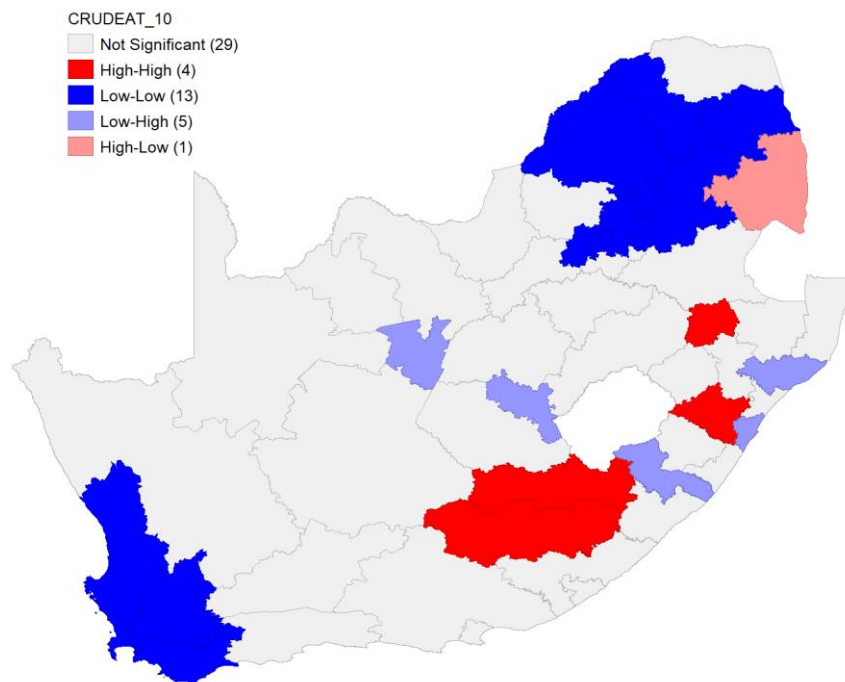 CRUDEAT_10
Not Significant (29)
High-High (4)
Low-Low (13)
Low-High (5)
High-Low (1)